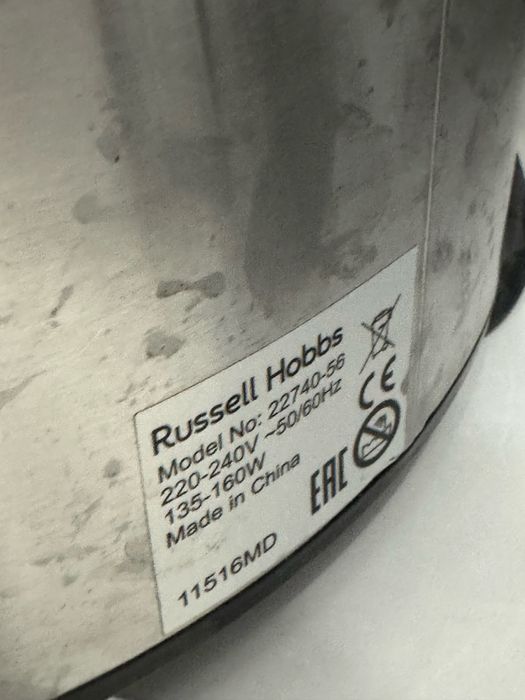 Russell Hobbs
Model No: 22740-56
220-240V ~50/60Hz
135-160W
Made in China
CE
EAC
11516MD